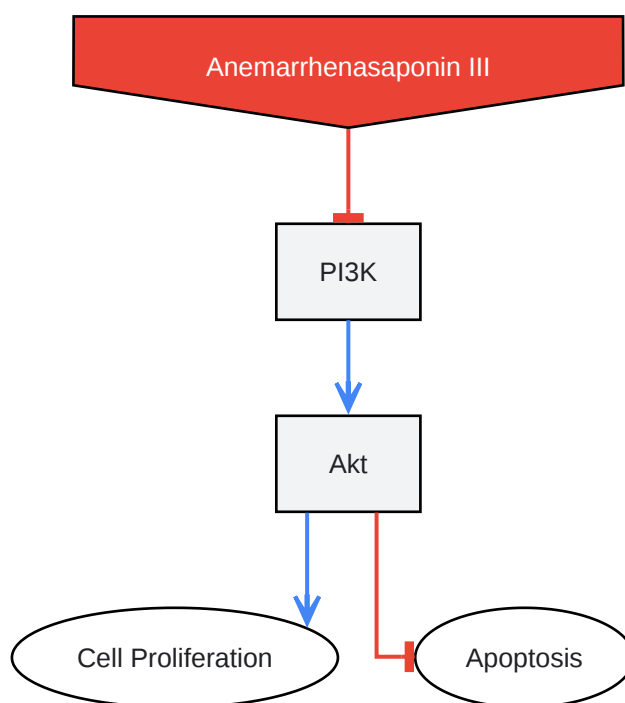 Anemarrhenasaponin III
PI3K
Akt
Cell Proliferation
Apoptosis